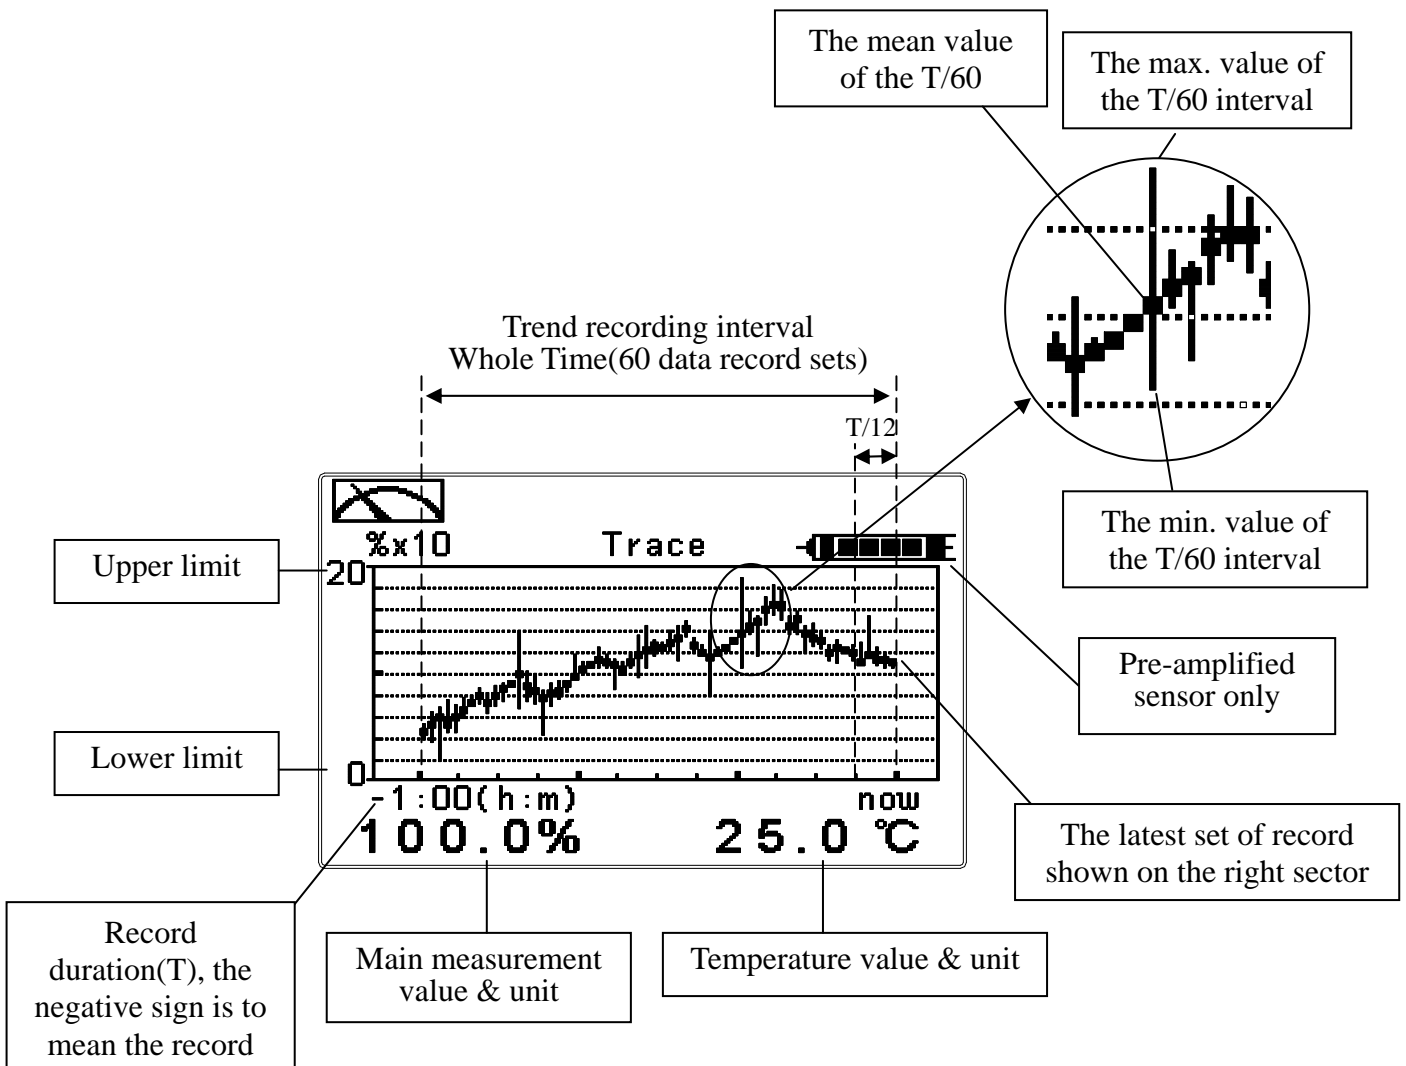 The mean value
of the T/60
The max. value of
the T/60 interval
Trend recording interval
Whole Time(60 data record sets)
T/12
The min. value of
the T/60 interval
%x10
Trace
Upper limit
20
Pre-amplified
sensor only
Lower limit
0
-1:00(h:m)
now
100.0%
25.0 ℃
The latest set of record
shown on the right sector
Record
duration(T), the
negative sign is to
mean the record
Main measurement
value & unit
Temperature value & unit